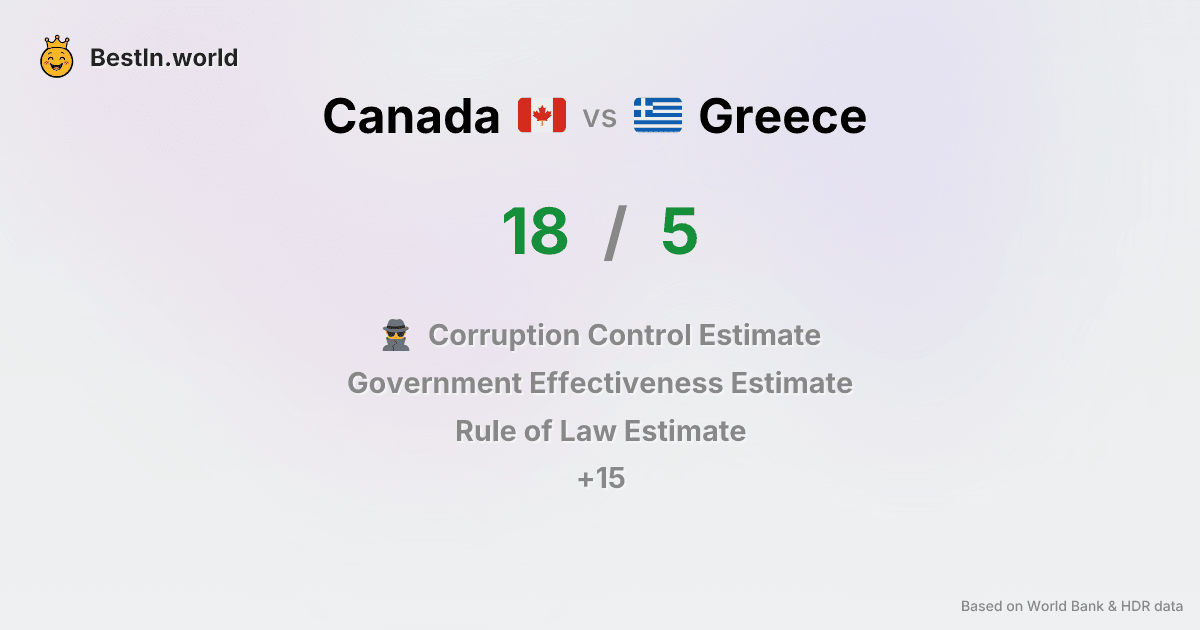 BestIn.world
Canada vs Greece
18 / 5
Corruption Control Estimate
Government Effectiveness Estimate
Rule of Law Estimate
+15
Based on World Bank & HDR data